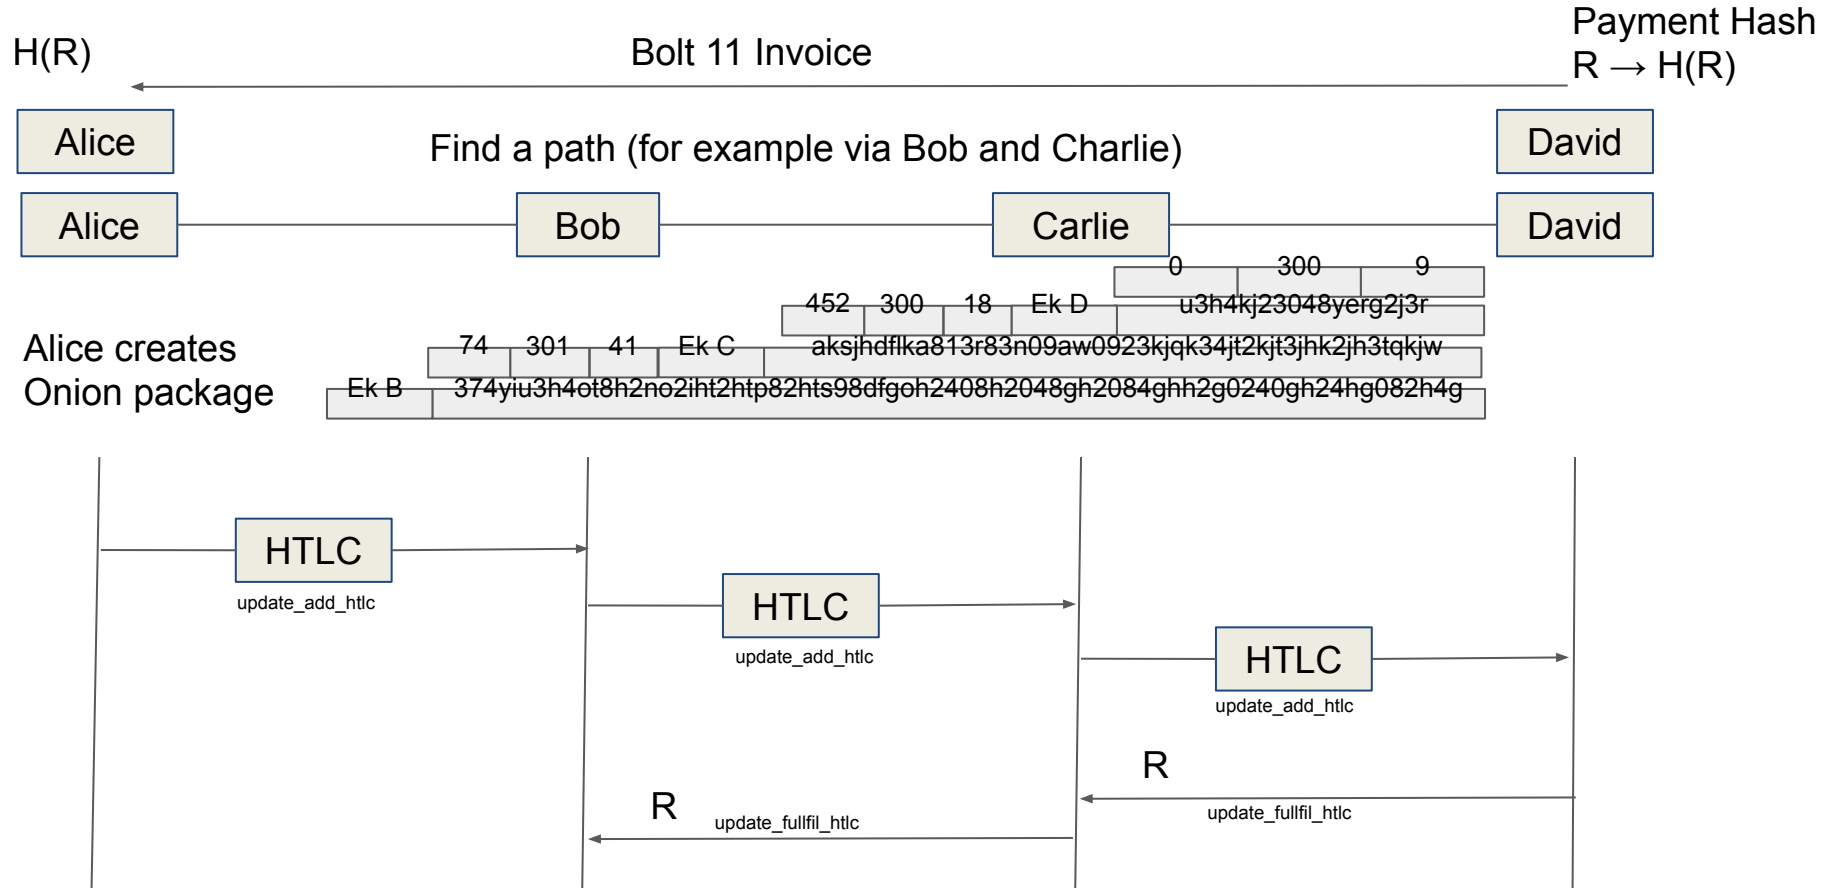 Payment Hash
H(R)
Bolt 11 Invoice
R → H(R)
Alice
Find a path (for example via Bob and Charlie)
David
Alice
Bob
Carlie
David
0 300 9
452 300 18 Ek D u3h4kj23048yerg2j3r
Alice creates
Onion package
74 301 41 Ek C aksjhdflka813r83n09aw0923kjqk34jt2kjt3jhk2jh3tqkjw
Ek B 374yiu3h4ot8h2no2iht2htp82hts98dfgoh2408h2048gh2084ghh2g0240gh24hg082h4g
HTLC
update_add_htlc
HTLC
update_add_htlc
HTLC
update_add_htlc
R
update_fullfil_htlc
R
update_fullfil_htlc